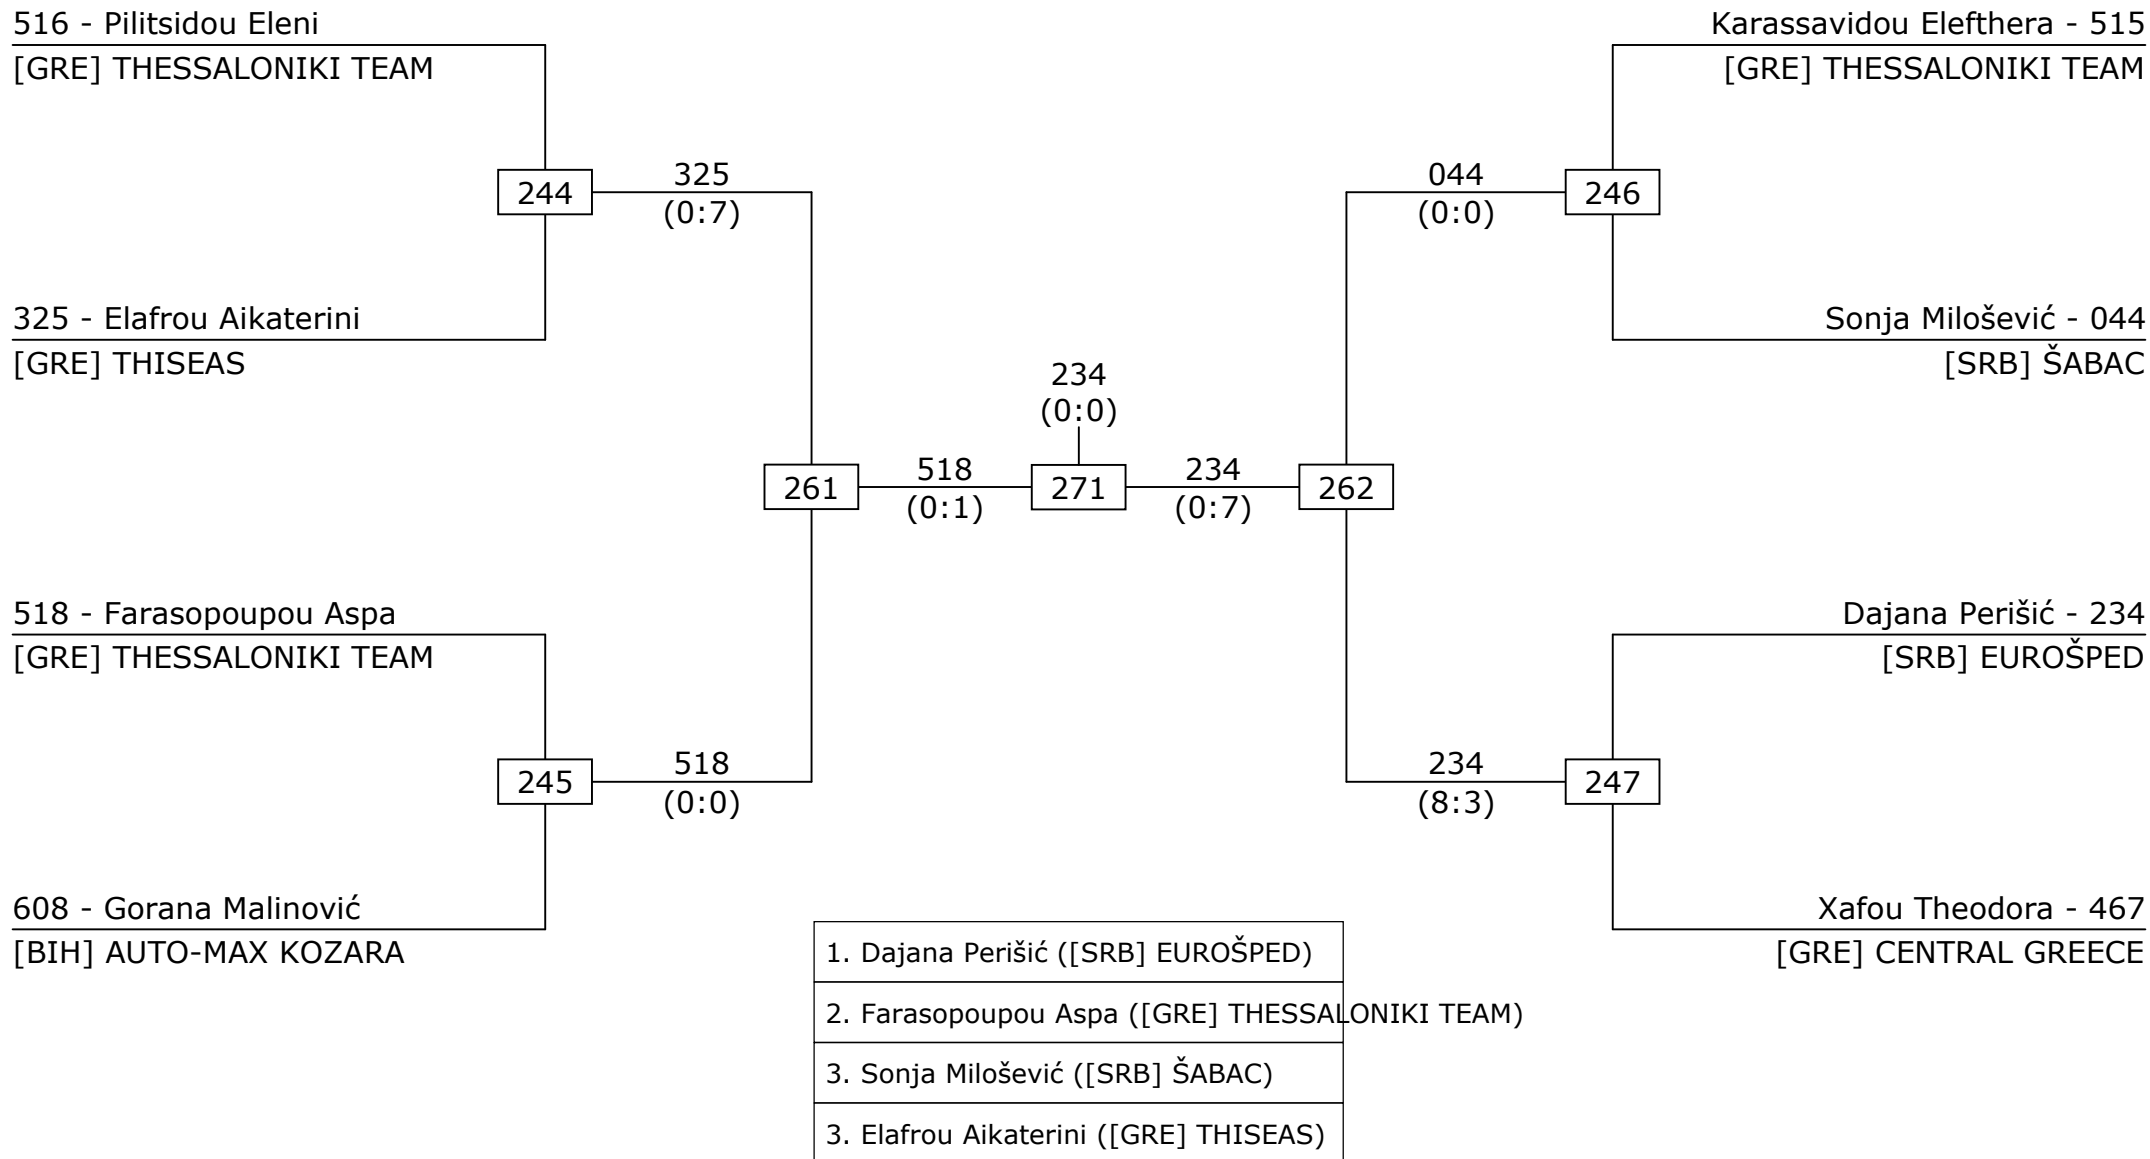 516 - Pilitsidou Eleni
[GRE] THESSALONIKI TEAM
Karassavidou Elefthera - 515
[GRE] THESSALONIKI TEAM
244
325
(0:7)
044
(0:0)
246
325 - Elafrou Aikaterini
[GRE] THISEAS
Sonja Milošević - 044
[SRB] ŠABAC
234
(0:0)
261
518
(0:1)
271
234
(0:7)
262
518 - Farasopoupou Aspa
[GRE] THESSALONIKI TEAM
Dajana Perišić - 234
[SRB] EUROŠPED
245
518
(0:0)
234
(8:3)
247
608 - Gorana Malinović
[BIH] AUTO-MAX KOZARA
Xafou Theodora - 467
[GRE] CENTRAL GREECE
1. Dajana Perišić ([SRB] EUROŠPED)
2. Farasopoupou Aspa ([GRE] THESSALONIKI TEAM)
3. Sonja Milošević ([SRB] ŠABAC)
3. Elafrou Aikaterini ([GRE] THISEAS)